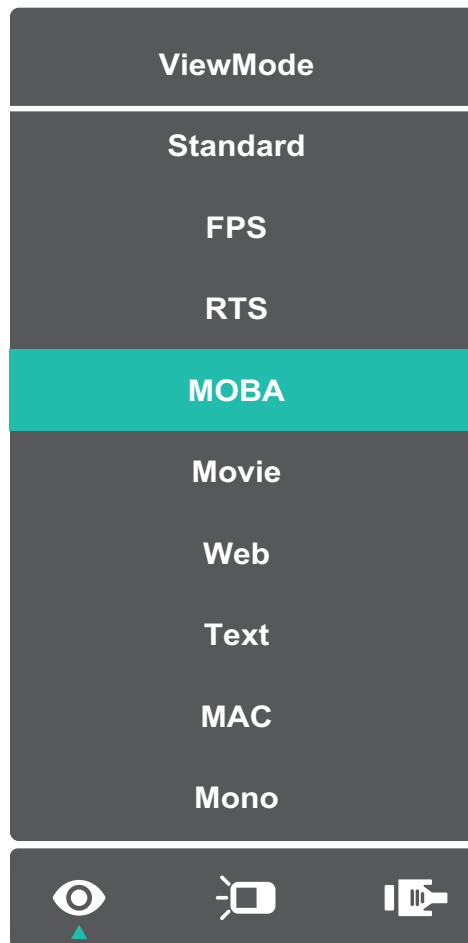 ViewMode
Standard
FPS
RTS
MOBA
Movie
Web
Text
MAC
Mono